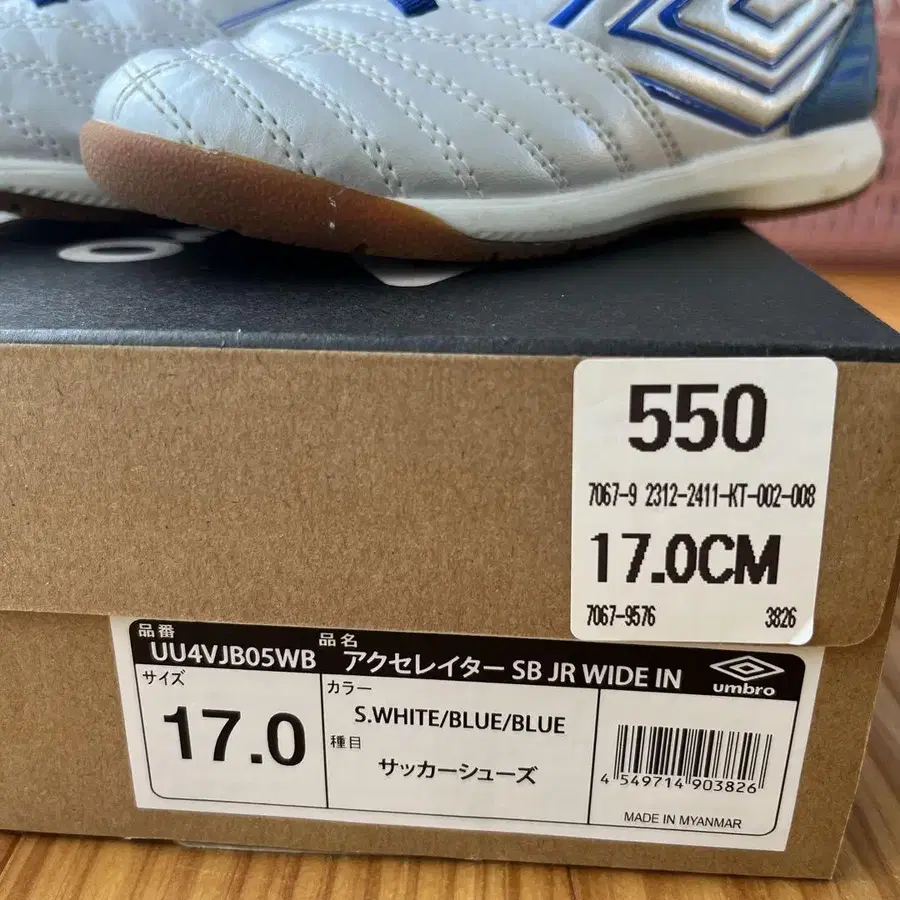 550
7067-9 2312-2411-KT-002-008
17.0CM
7067-9576 3826
品番 品名
UU4VJB05WB アクセレイター SB JR WIDE IN
umbro
サイズ カラー
17.0
S.WHITE/BLUE/BLUE
種目
サッカーシューズ
4 549714 903826
MADE IN MYANMAR